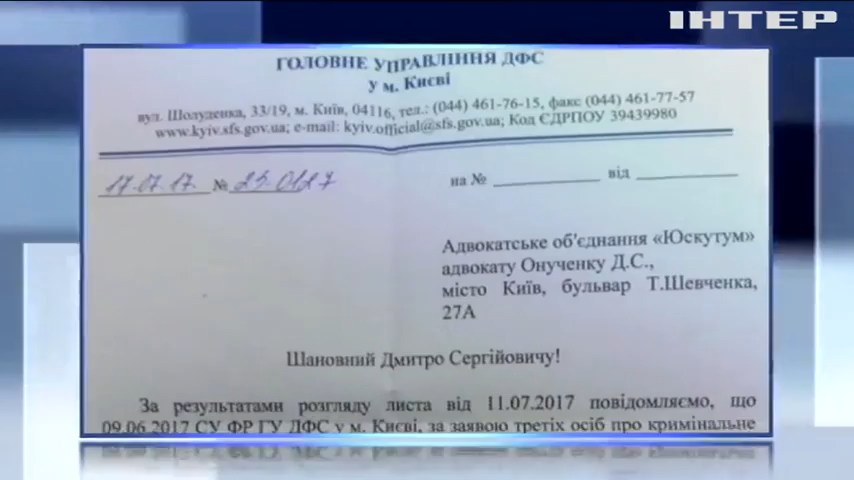 ІНТЕР
ГОЛОВНЕ УПРАВЛІННЯ ДФС
У м. Києві
вул. Шолуденка, 33/19, м. Київ, 04116, тел.: (044) 461-76-15, факс (044) 461-77-57
www.kyiv.sfs.gov.ua; e-mail: kyiv.official@sfs.gov.ua; Код ЄДРПОУ 39439980
17.07.17 № 23-0127 на № від
Адвокатське об'єднання «Юскутум»
адвокату Онученку Д.С.,
місто Київ, бульвар Т.Шевченка,
27А
Шановний Дмитро Сергійовичу!
За результатами розгляду листа від 11.07.2017 повідомляємо, що
09.06.2017 СУ ФР ГУ ДФС у м. Києві, за заявою третіх осіб про кримінальне